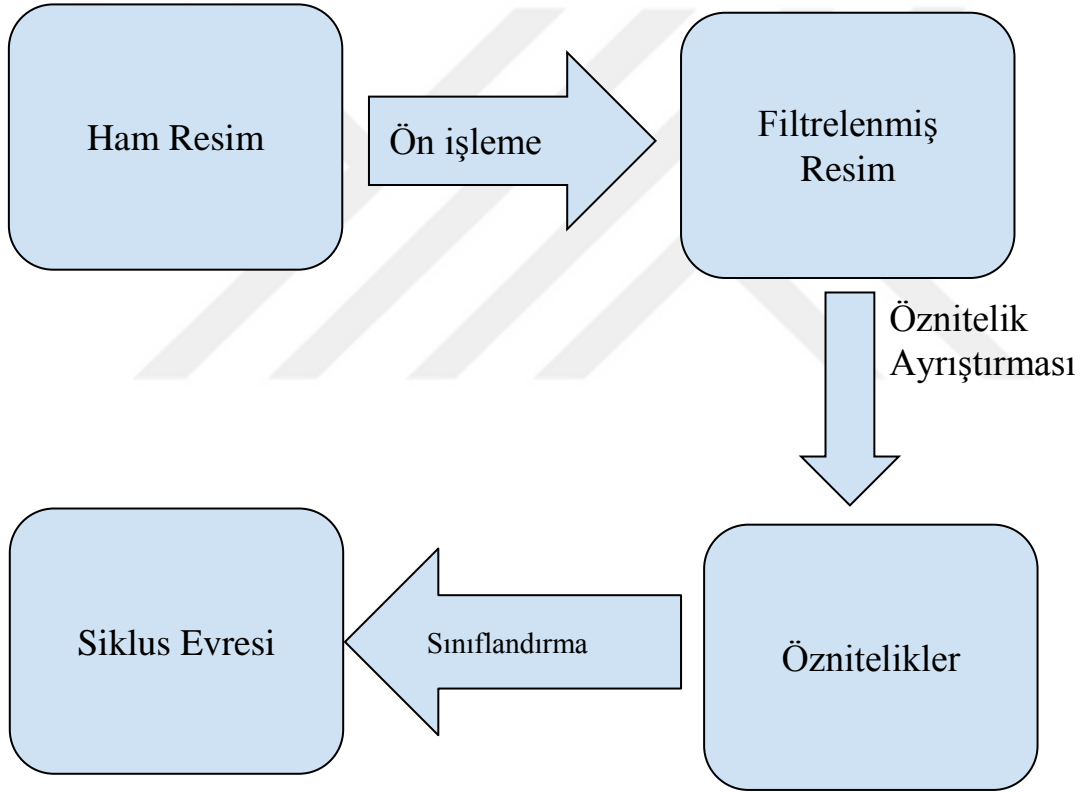 Ham Resim
Ön işleme
Filtrelenmiş
Resim
Öznitelik
Ayrıştırması
Öznitelikler
Sınıflandırma
Siklus Evresi